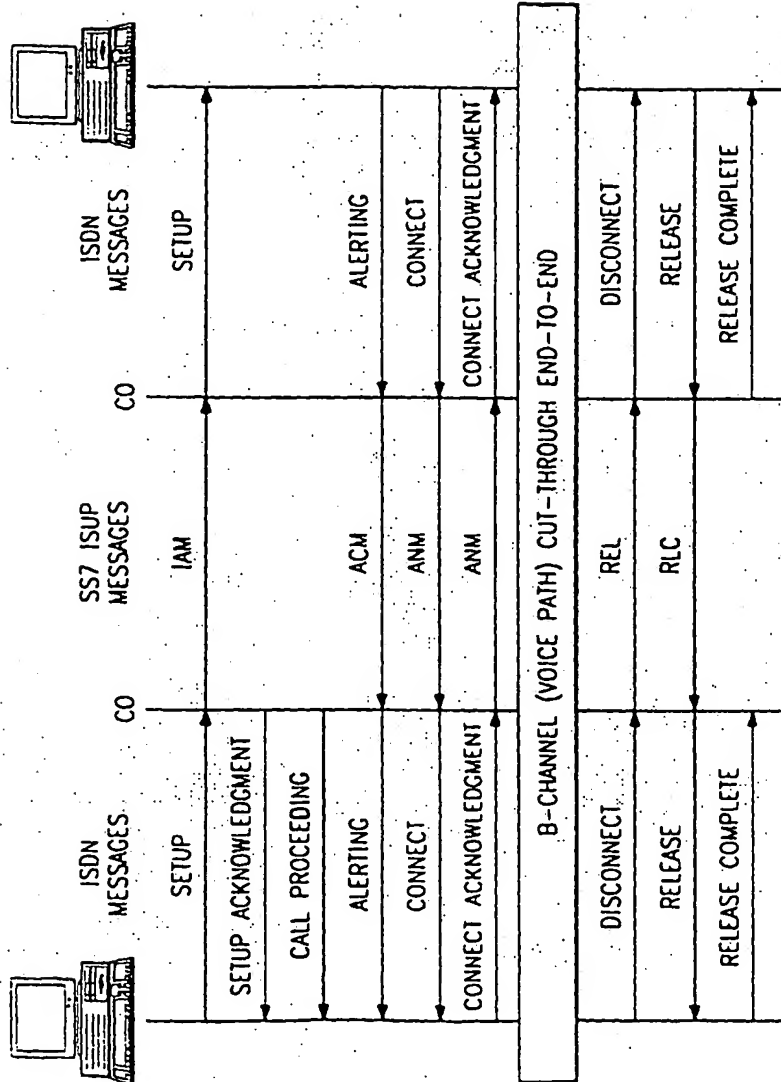 ISDN
MESSAGES
CO
SS7 ISUP
MESSAGES
CO
ISDN
MESSAGES
SETUP
IAM
SETUP
SETUP ACKNOWLEDGMENT
CALL PROCEEDING
ALERTING
ACM
ALERTING
CONNECT
ANM
CONNECT
CONNECT ACKNOWLEDGMENT
ANM
CONNECT ACKNOWLEDGMENT
B-CHANNEL (VOICE PATH) CUT-THROUGH END-TO-END
DISCONNECT
REL
DISCONNECT
RELEASE
RLC
RELEASE
RELEASE COMPLETE
RELEASE COMPLETE